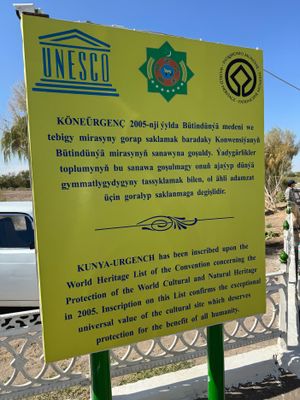 UNESCO
KÖNEÜRGENÇ 2005-nji ýylda Bütindünýä medeni we
tebigy mirasyny gorap saklamak baradaky Konwensiýanyň
Bütindünýä mirasynyň sanawyna goşuldy. Ýadygärlikler
toplumynyň bu sanawa goşulmagy onuň ajaýyp dünýä
gymmatlygydygyny tassyklamak bilen, ol ähli adamzat
üçin goralyp saklanmaga degişlidir.
KUNYA-URGENCH has been inscribed upon the
World Heritage List of the Convention concerning the
Protection of the World Cultural and Natural Heritage
in 2005. Inscription on this List confirms the exceptional
universal value of the cultural site which deserves
protection for the benefit of all humanity.